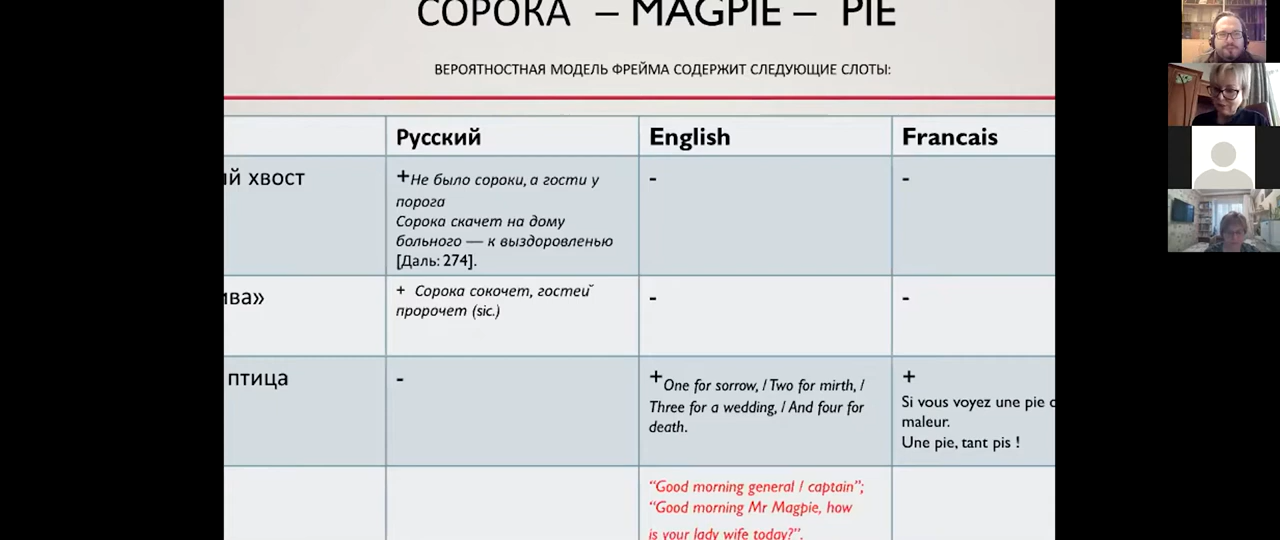 СОРОКА – MAGPIE – PIE
ВЕРОЯТНОСТНАЯ МОДЕЛЬ ФРЕЙМА СОДЕРЖИТ СЛЕДУЮЩИЕ СЛОТЫ:
Русский English Francais
хвост
+Не было сороки, а гости у
порога
Сорока скачет на дому
больного — к выздоровленью
[Даль: 274].
-
-
+ Сорока сокочет, гостей
пророчет (sic.)
-
-
птица
-
+One for sorrow, / Two for mirth, /
Three for a wedding, / And four for
death.
+
Si vous voyez une pie
maleur.
Une pie, tant pis !
“Good morning general / captain”;
“Good morning Mr Magpie, how
is your lady wife today?”.